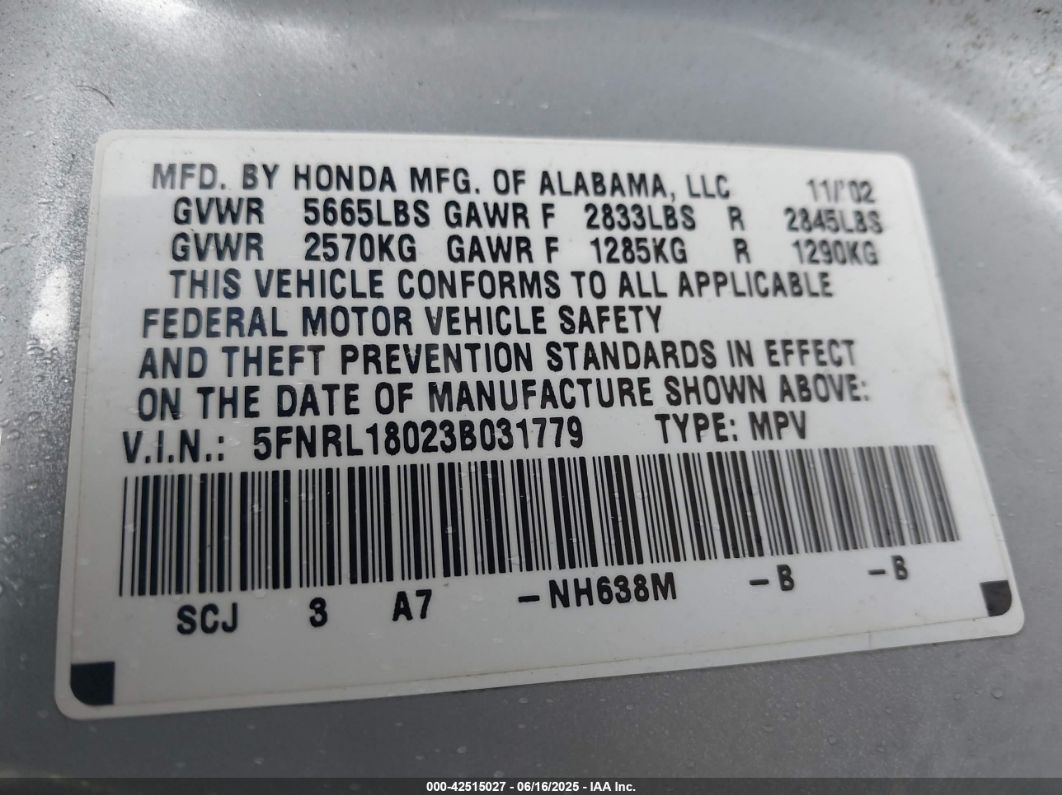 MFD. BY HONDA MFG. OF ALABAMA, LLC 11/'02
GVWR 5665LBS GAWR F 2833LBS R 2845LBS
GVWR 2570KG GAWR F 1285KG R 1290KG
THIS VEHICLE CONFORMS TO ALL APPLICABLE
FEDERAL MOTOR VEHICLE SAFETY
AND THEFT PREVENTION STANDARDS IN EFFECT
ON THE DATE OF MANUFACTURE SHOWN ABOVE:
V.I.N.: 5FNRL18023B031779 TYPE: MPV
SCJ 3 A7 -NH638M -B -B
000-42515027 - 06/16/2025 - IAA Inc.